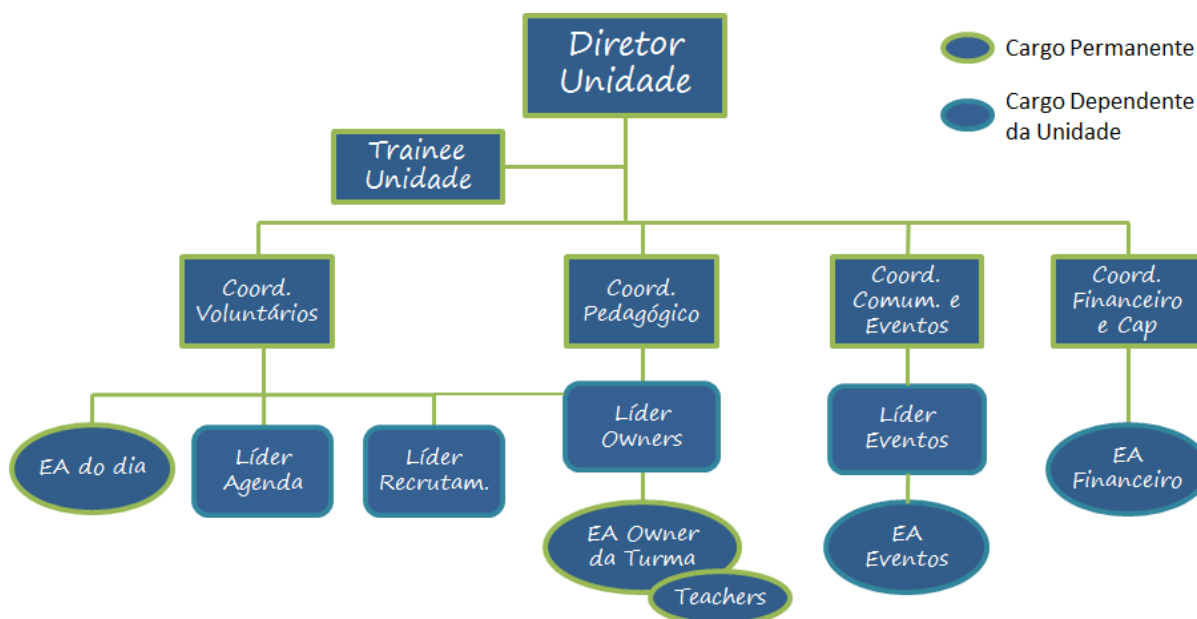 Diretor
Unidade
Cargo Permanente
Cargo Dependente
da Unidade
Trainee
Unidade
Coord.
Voluntários
Coord.
Pedagógico
Coord.
Comum. e
Eventos
Coord.
Financeiro
e Cap
EA do dia
Líder
Agenda
Líder
Recrutam.
Líder
Owners
Líder
Eventos
EA
Financeiro
EA Owner
da Turma
Teachers
EA
Eventos